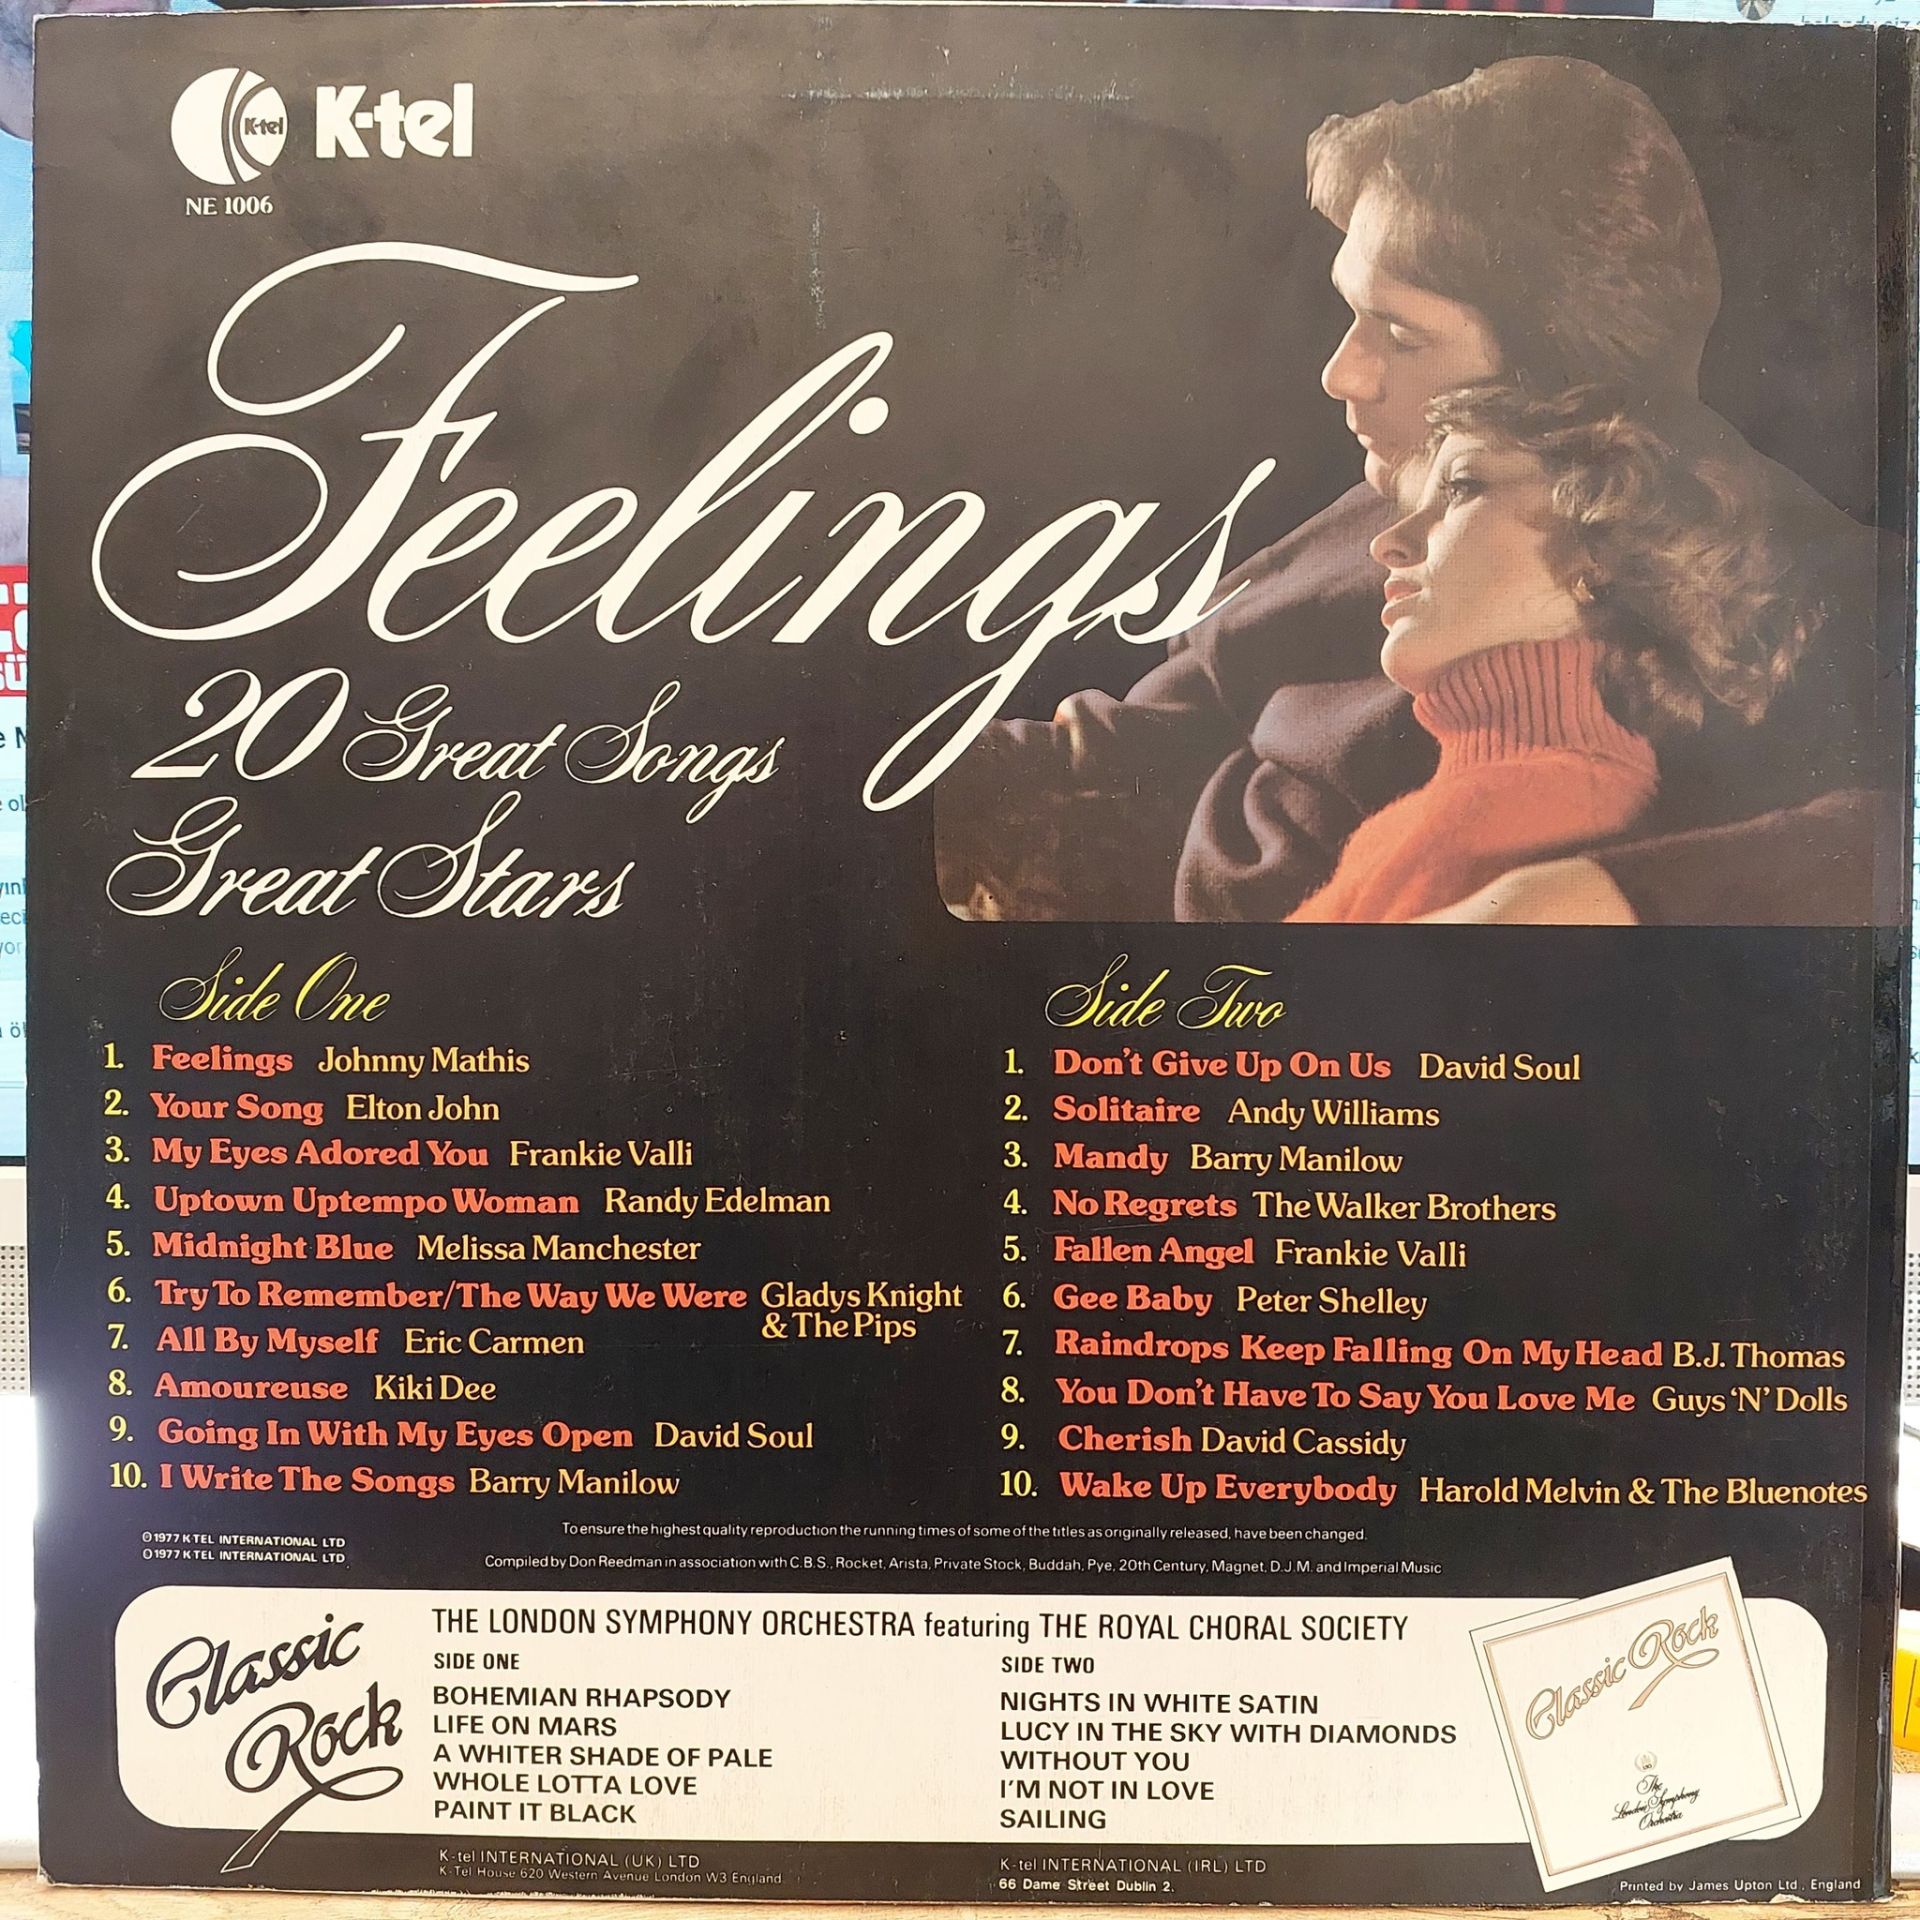 K-tel K-tel
NE 1006
Feelings
20 Great Songs
Great Stars
Side One
1. Feelings Johnny Mathis
2. Your Song Elton John
3. My Eyes Adored You Frankie Valli
4. Uptown Uptempo Woman Randy Edelman
5. Midnight Blue Melissa Manchester
6. Try To Remember/The Way We Were Gladys Knight
& The Pips
7. All By Myself Eric Carmen
8. Amoureuse Kiki Dee
9. Going In With My Eyes Open David Soul
10. I Write The Songs Barry Manilow
Side Two
1. Don't Give Up On Us David Soul
2. Solitaire Andy Williams
3. Mandy Barry Manilow
4. No Regrets The Walker Brothers
5. Fallen Angel Frankie Valli
6. Gee Baby Peter Shelley
7. Raindrops Keep Falling On My Head B.J. Thomas
8. You Don't Have To Say You Love Me Guys 'N' Dolls
9. Cherish David Cassidy
10. Wake Up Everybody Harold Melvin & The Bluenotes
℗1977 K TEL INTERNATIONAL LTD
©1977 K TEL INTERNATIONAL LTD
To ensure the highest quality reproduction the running times of some of the titles as originally released, have been changed.
Compiled by Don Reedman in association with C.B.S., Rocket, Arista, Private Stock, Buddah, Pye, 20th Century, Magnet, D.J.M. and Imperial Music
Classic
Rock
THE LONDON SYMPHONY ORCHESTRA featuring THE ROYAL CHORAL SOCIETY
SIDE ONE
BOHEMIAN RHAPSODY
LIFE ON MARS
A WHITER SHADE OF PALE
WHOLE LOTTA LOVE
PAINT IT BLACK
SIDE TWO
NIGHTS IN WHITE SATIN
LUCY IN THE SKY WITH DIAMONDS
WITHOUT YOU
I'M NOT IN LOVE
SAILING
Classic Rock
The
London Symphony
Orchestra
K-tel INTERNATIONAL (UK) LTD
K-Tel House 620 Western Avenue London W3 England
K-tel INTERNATIONAL (IRL) LTD
66 Dame Street Dublin 2.
Printed by James Upton Ltd., England